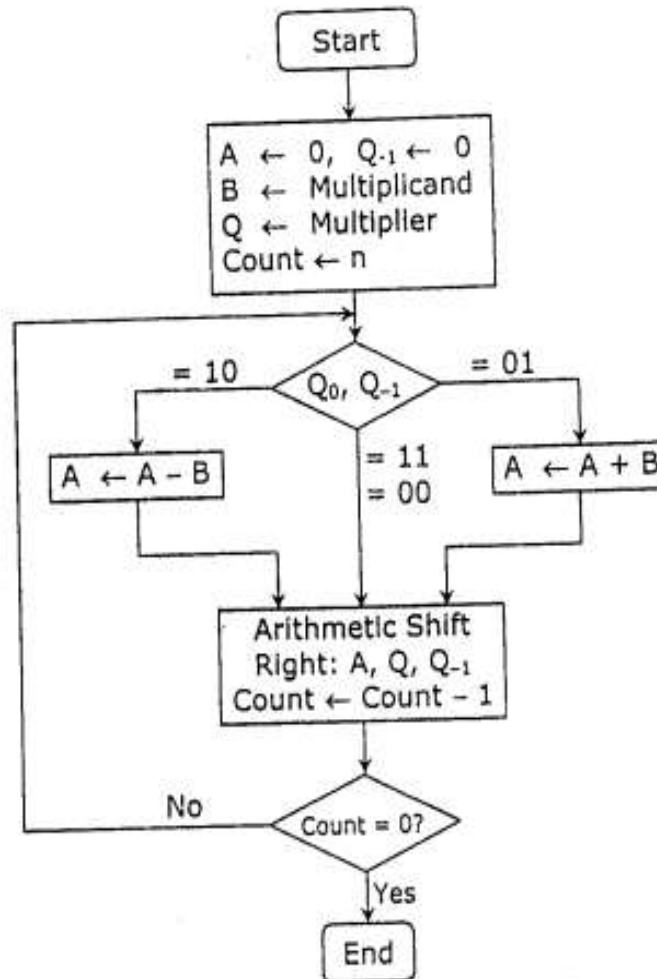 Start
A ← 0, Q₋₁ ← 0
B ← Multiplicand
Q ← Multiplier
Count ← n
= 10
Q₀, Q₋₁
= 01
A ← A – B
= 11
= 00
A ← A + B
Arithmetic Shift
Right: A, Q, Q₋₁
Count ← Count – 1
No
Count = 0?
Yes
End